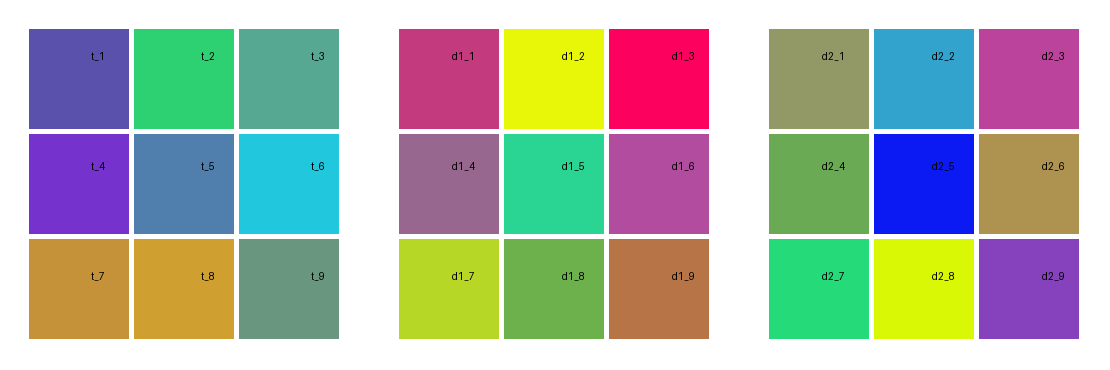 t_1 t_2 t_3 d1_1 d1_2 d1_3 d2_1 d2_2 d2_3
t_4 t_5 t_6 d1_4 d1_5 d1_6 d2_4 d2_5 d2_6
t_7 t_8 t_9 d1_7 d1_8 d1_9 d2_7 d2_8 d2_9